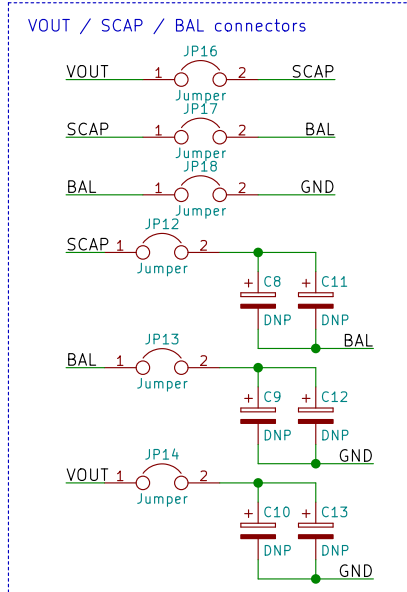 VOUT / SCAP / BAL connectors
JP16
VOUT 1 2 SCAP
Jumper
JP17
SCAP 1 2 BAL
Jumper
JP18
BAL 1 2 GND
Jumper
JP12
SCAP 1 2
Jumper
+ C8 + C11
DNP DNP
BAL
JP13
BAL 1 2
Jumper
+ C9 + C12
DNP DNP
GND
JP14
VOUT 1 2
Jumper
+ C10 + C13
DNP DNP
GND